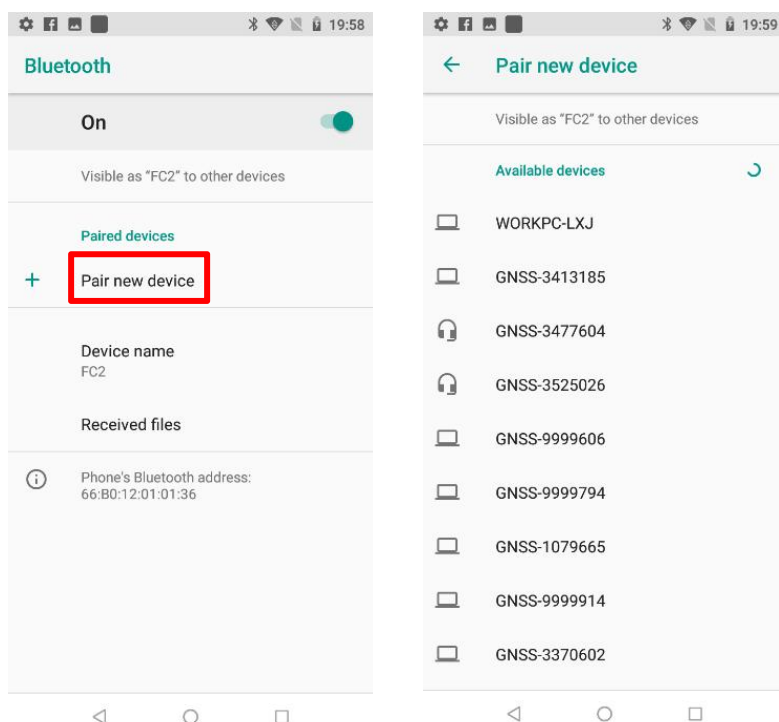 19:58
Bluetooth
On
Visible as "FC2" to other devices
Paired devices
Pair new device
Device name
FC2
Received files
Phone's Bluetooth address:
66:B0:12:01:01:36
19:59
Pair new device
Visible as "FC2" to other devices
Available devices
WORKPC-LXJ
GNSS-3413185
GNSS-3477604
GNSS-3525026
GNSS-9999606
GNSS-9999794
GNSS-1079665
GNSS-9999914
GNSS-3370602